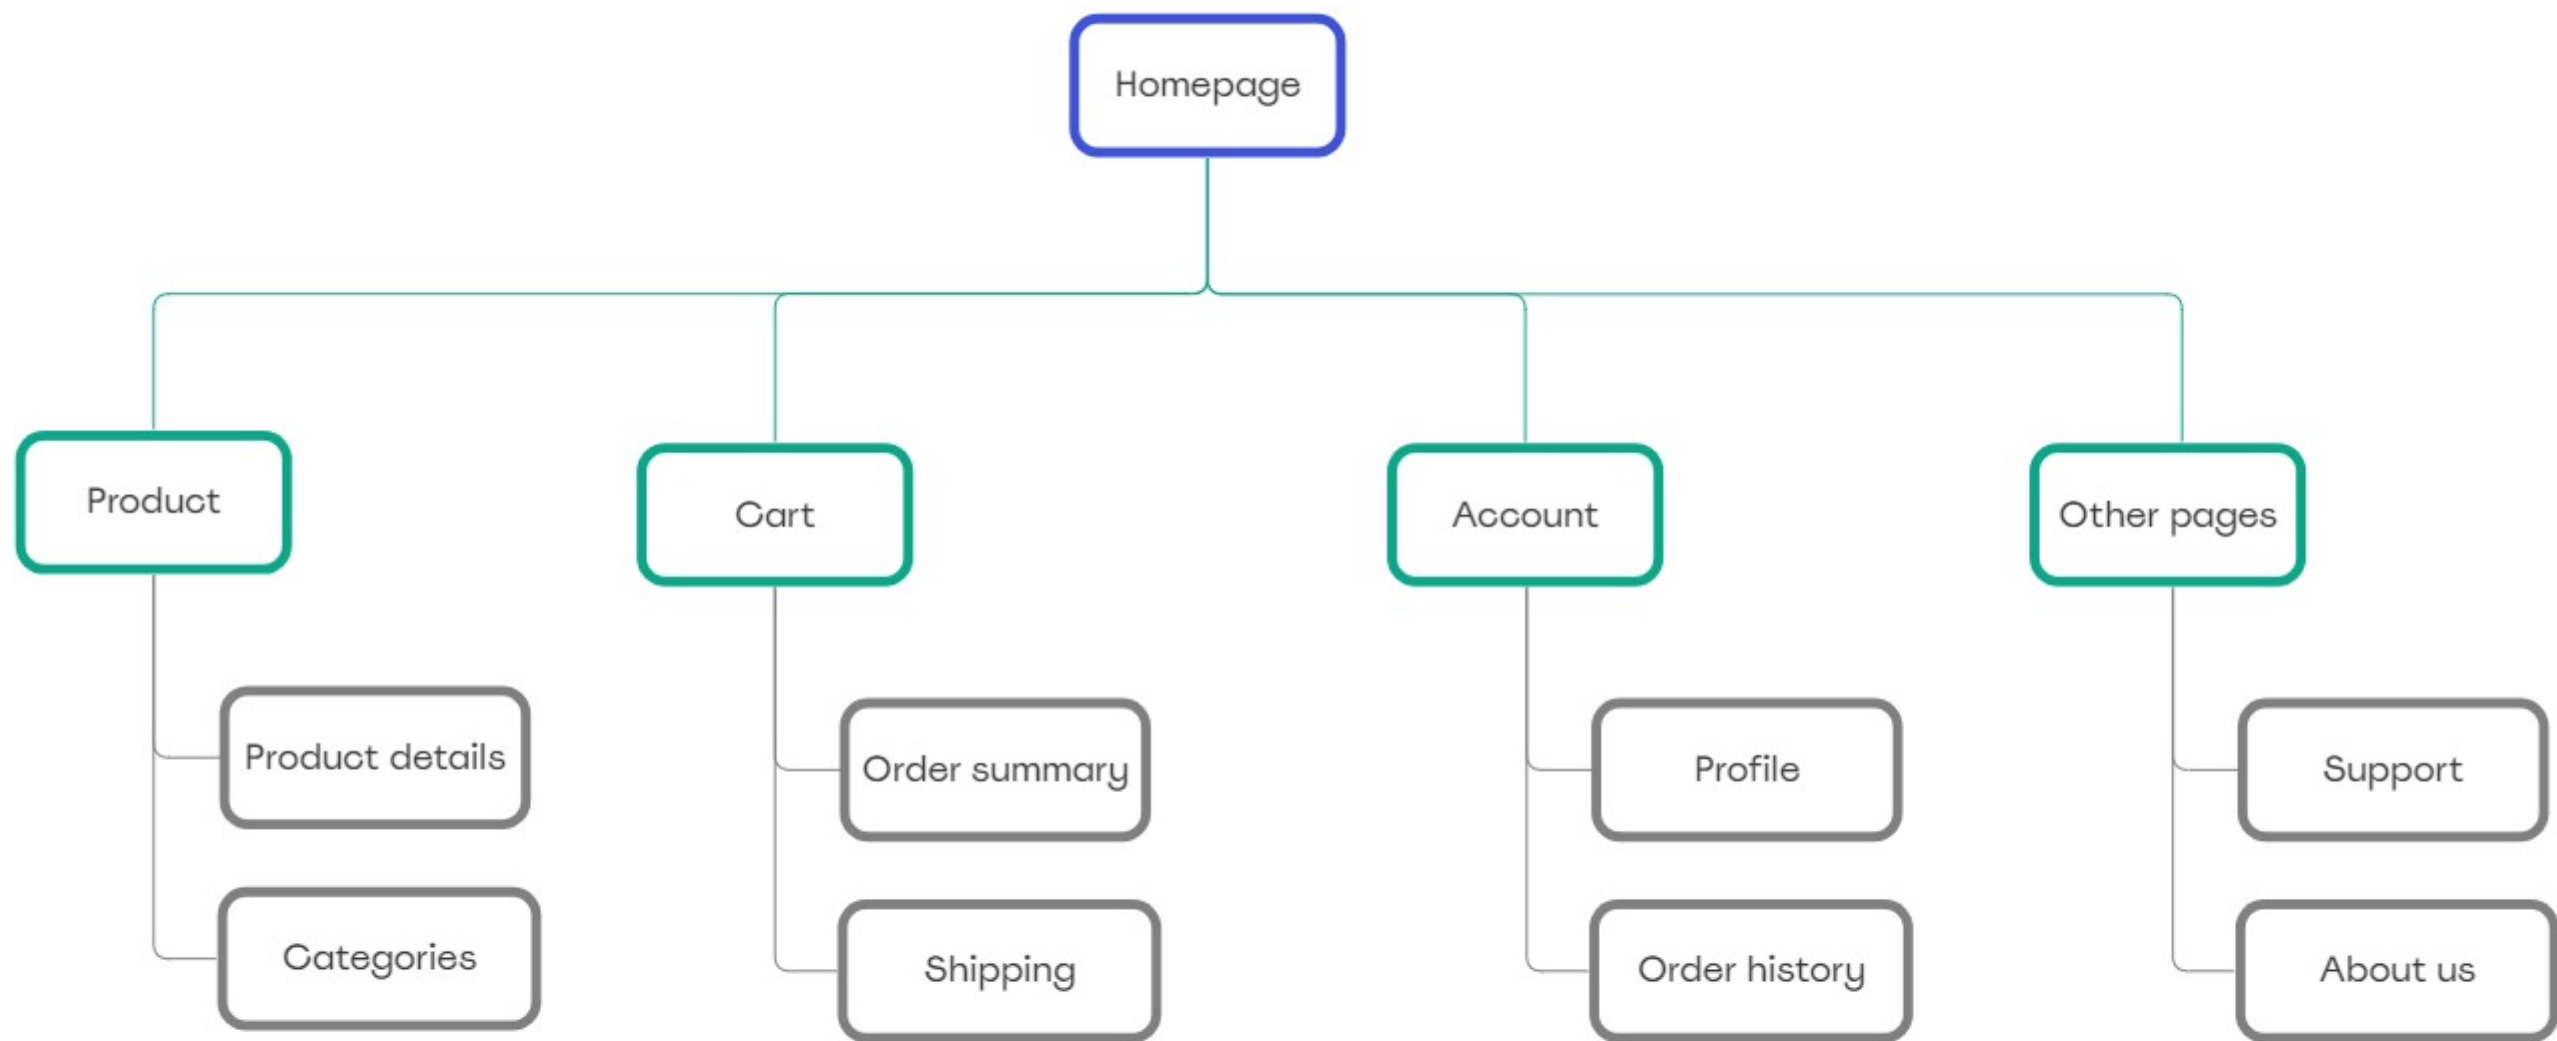 Homepage
Product
Cart
Account
Other pages
Product details
Order summary
Profile
Support
Categories
Shipping
Order history
About us